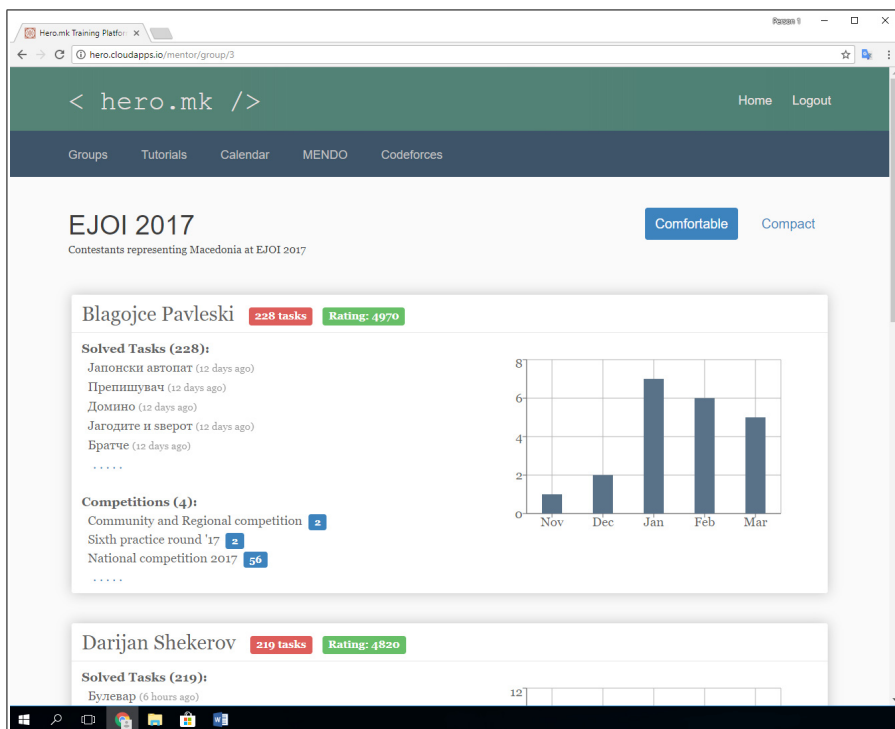 Hero.mk Training Platfor
hero.cloudapps.io/mentor/group/3
< hero.mk />
Home Logout
Groups Tutorials Calendar MENDO Codeforces
EJOI 2017
Comfortable Compact
Contestants representing Macedonia at EJOI 2017
Blagojce Pavleski 228 tasks Rating: 4970
Solved Tasks (228):
Јапонски автопат (12 days ago)
Препишувач (12 days ago)
Домино (12 days ago)
Јагодите и ѕверот (12 days ago)
Братче (12 days ago)
. . . . .
Competitions (4):
Community and Regional competition 2
Sixth practice round '17 2
National competition 2017 56
. . . . .
8
6
4
2
0
Nov Dec Jan Feb Mar
Darijan Shekerov 219 tasks Rating: 4820
Solved Tasks (219):
Булевар (6 hours ago)
12